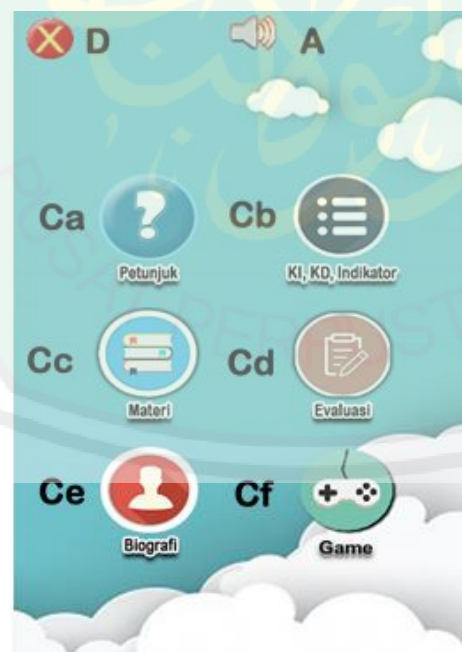 D A
Ca Cb
Petunjuk KI, KD, Indikator
Cc Cd
Materi Evaluasi
Ce Cf
Biografi Game